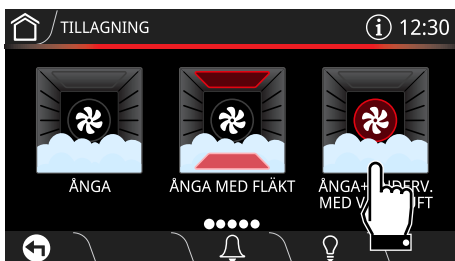 TILLAGNING
12:30
ÅNGA
ÅNGA MED FLÄKT
ÅNGA+
MED